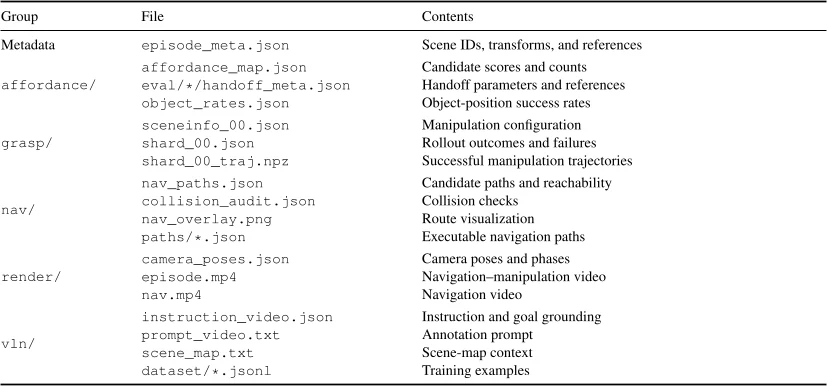 Group File Contents
Metadata episode_meta.json Scene IDs, transforms, and references
affordance_map.json Candidate scores and counts
affordance/ eval/*/handoff_meta.json Handoff parameters and references
object_rates.json Object-position success rates
sceneinfo_00.json Manipulation configuration
grasp/ shard_00.json Rollout outcomes and failures
shard_00_traj.npz Successful manipulation trajectories
nav_paths.json Candidate paths and reachability
collision_audit.json Collision checks
nav/
nav_overlay.png Route visualization
paths/*.json Executable navigation paths
camera_poses.json Camera poses and phases
render/ episode.mp4 Navigation–manipulation video
nav.mp4 Navigation video
instruction_video.json Instruction and goal grounding
prompt_video.txt Annotation prompt
vln/
scene_map.txt Scene-map context
dataset/*.jsonl Training examples